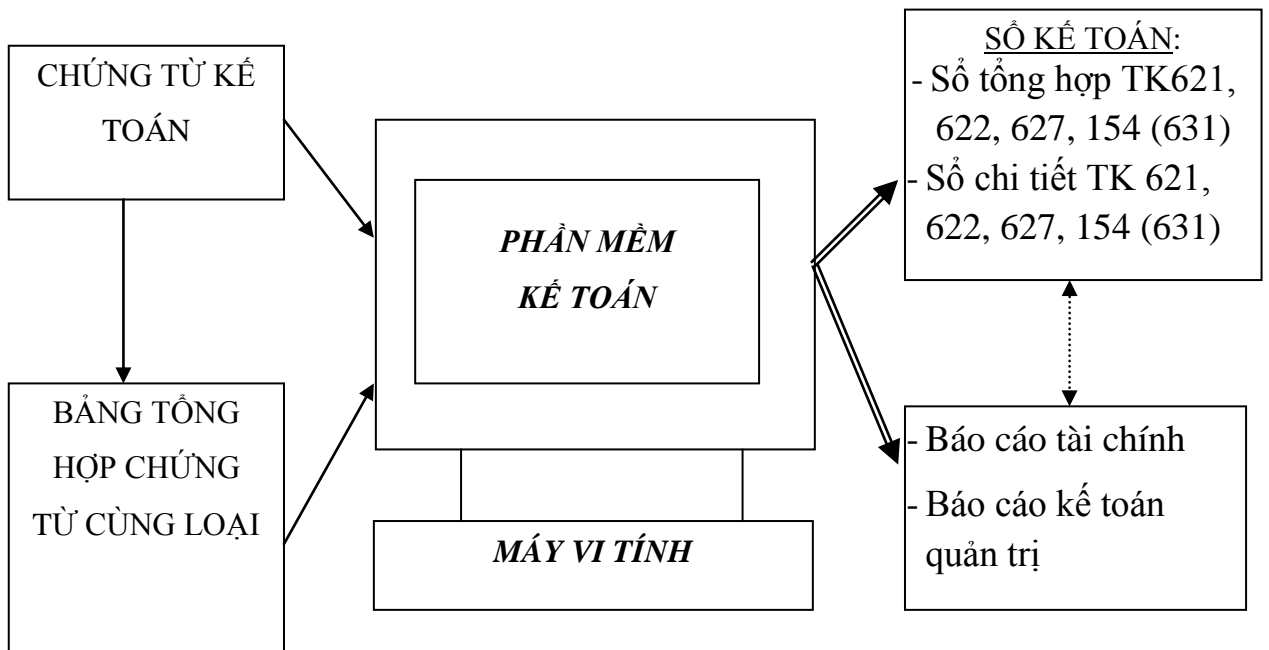 CHỨNG TỪ KẾ
TOÁN
BẢNG TỔNG
HỢP CHỨNG
TỪ CÙNG LOẠI
PHẦN MỀM
KẾ TOÁN
MÁY VI TÍNH
SỔ KẾ TOÁN:
- Sổ tổng hợp TK621,
622, 627, 154 (631)
- Sổ chi tiết TK 621,
622, 627, 154 (631)
- Báo cáo tài chính
- Báo cáo kế toán
quản trị